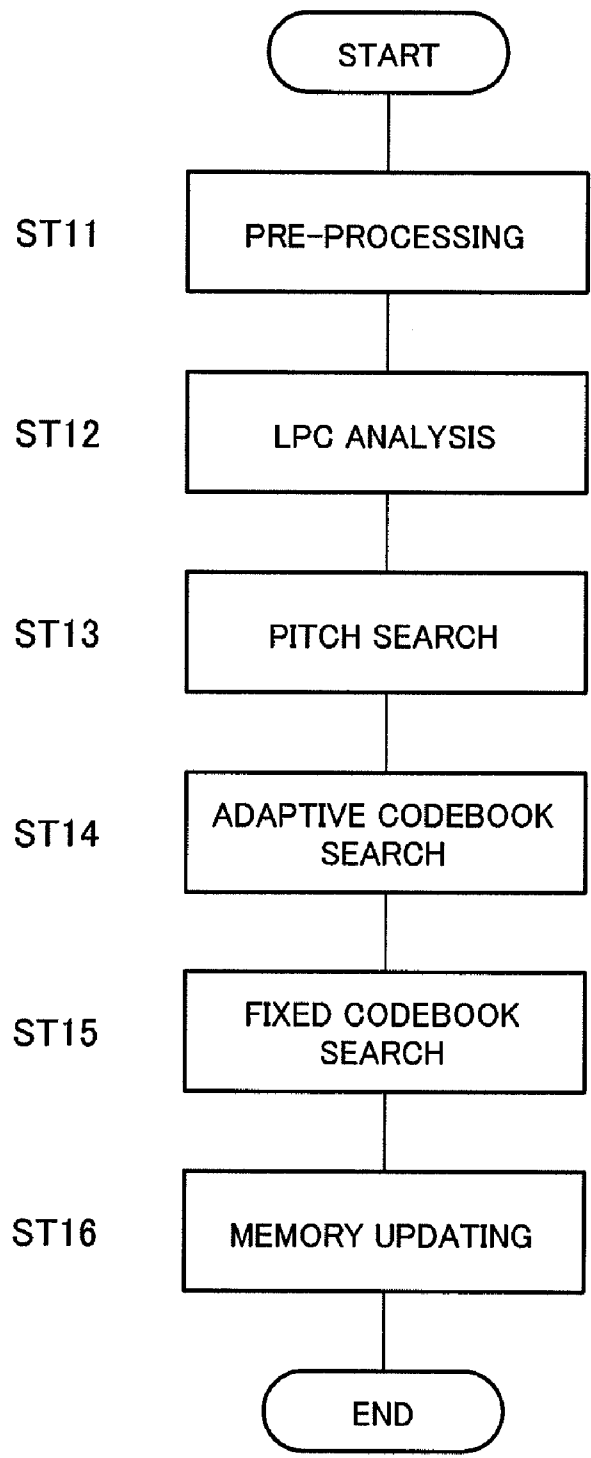 START
ST11
PRE-PROCESSING
ST12
LPC ANALYSIS
ST13
PITCH SEARCH
ST14
ADAPTIVE CODEBOOK
SEARCH
ST15
FIXED CODEBOOK
SEARCH
ST16
MEMORY UPDATING
END